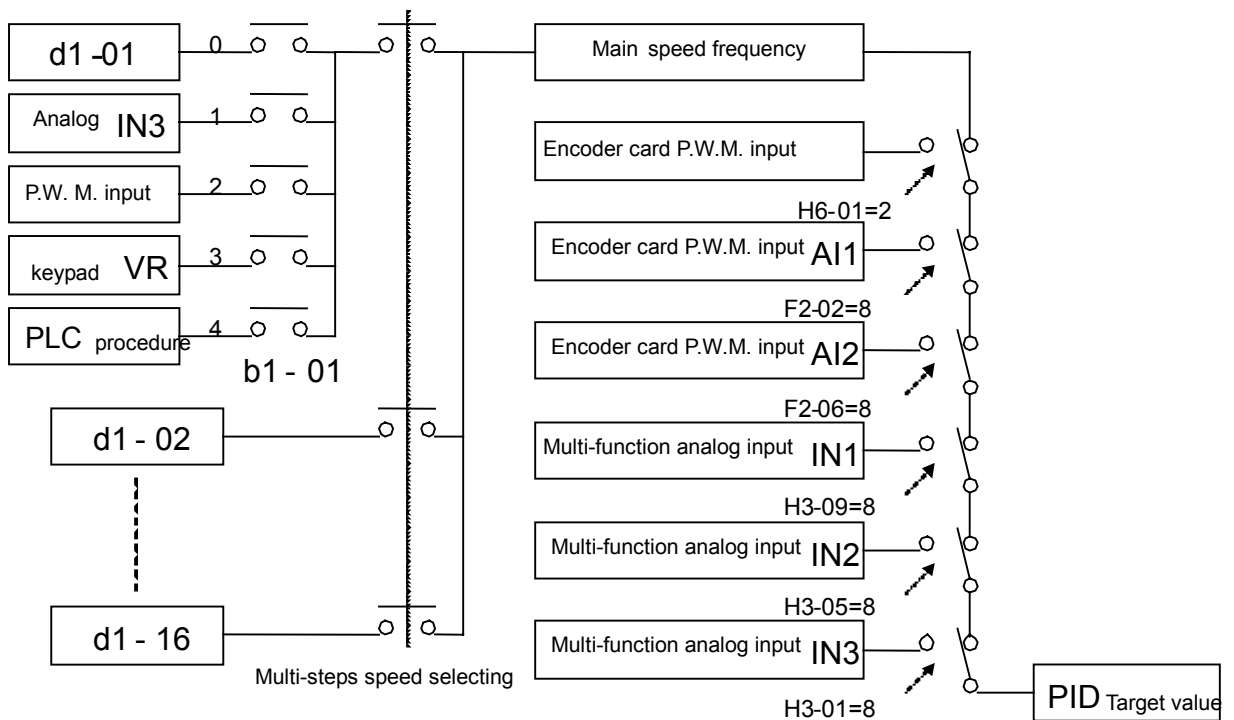 d1 -01
0
Analog IN3
1
P.W. M. input
2
keypad VR
3
PLC procedure
4
b1 - 01
d1 - 02
d1 - 16
Multi-steps speed selecting
Main speed frequency
Encoder card P.W.M. input
H6-01=2
Encoder card P.W.M. input AI1
F2-02=8
Encoder card P.W.M. input AI2
F2-06=8
Multi-function analog input IN1
H3-09=8
Multi-function analog input IN2
H3-05=8
Multi-function analog input IN3
H3-01=8
PID Target value